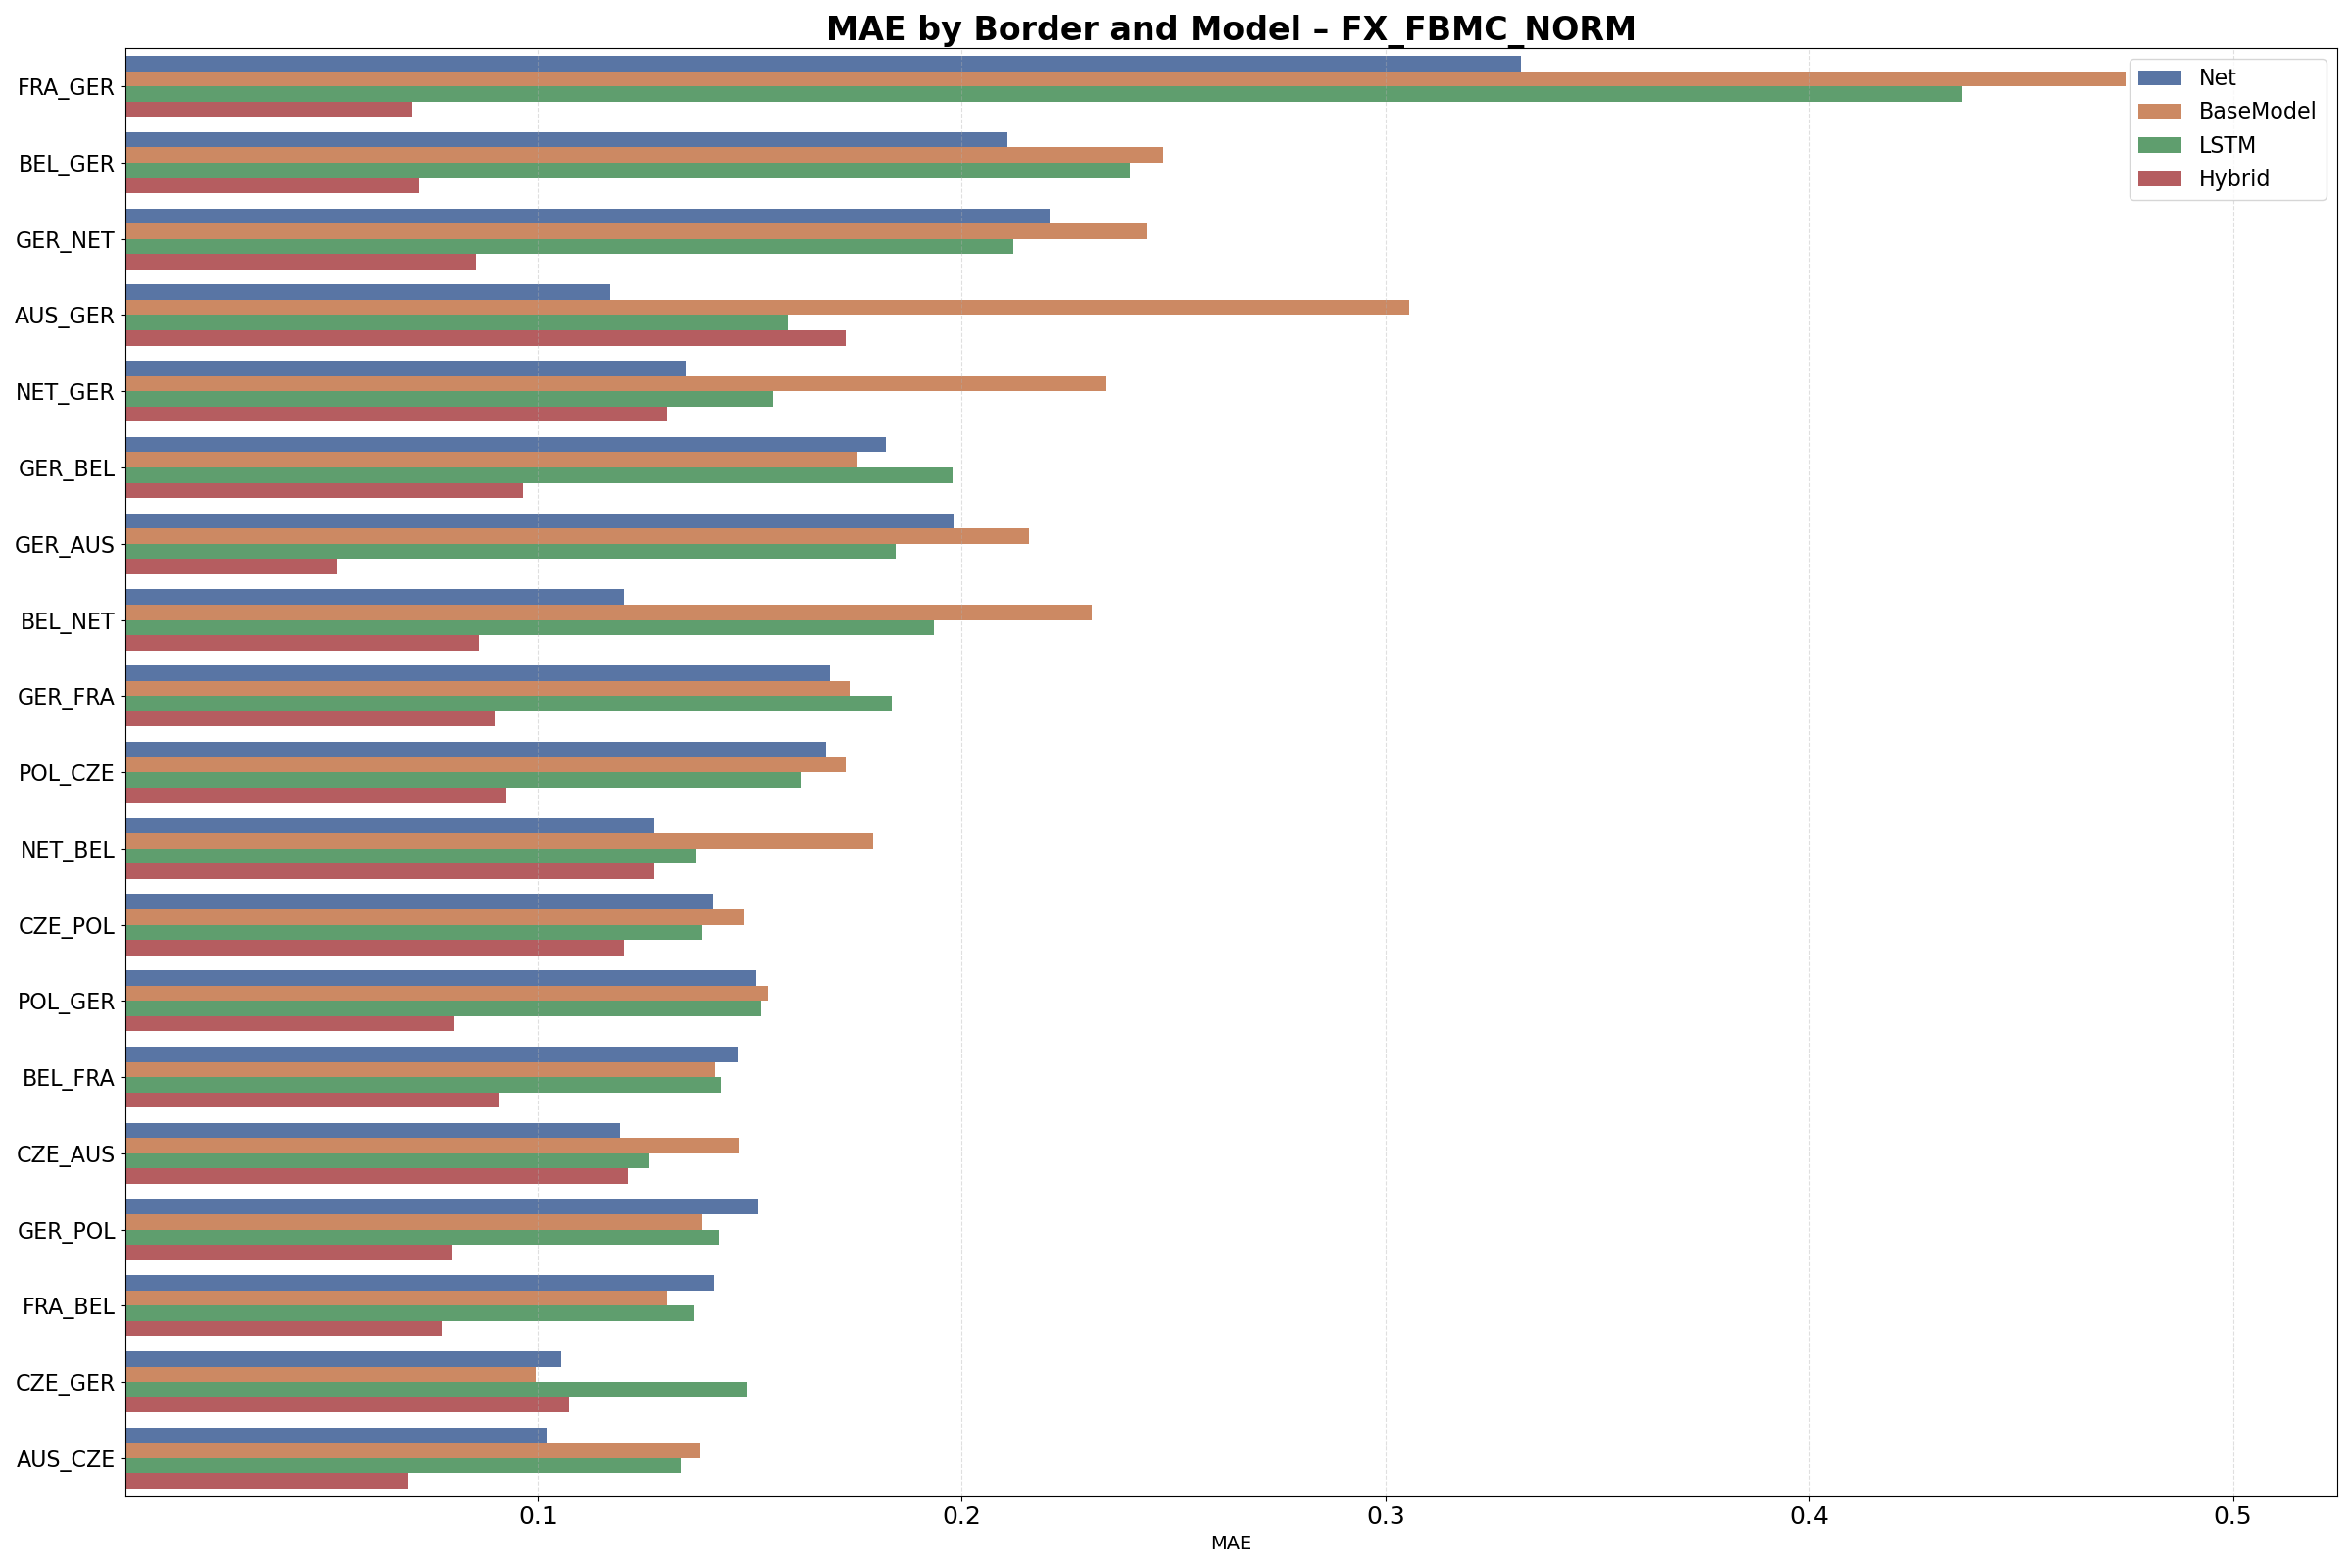 MAE by Border and Model – FX_FBMC_NORM
Net
BaseModel
LSTM
Hybrid
FRA_GER
BEL_GER
GER_NET
AUS_GER
NET_GER
GER_BEL
GER_AUS
BEL_NET
GER_FRA
POL_CZE
NET_BEL
CZE_POL
POL_GER
BEL_FRA
CZE_AUS
GER_POL
FRA_BEL
CZE_GER
AUS_CZE
0.1 0.2 0.3 0.4 0.5
MAE